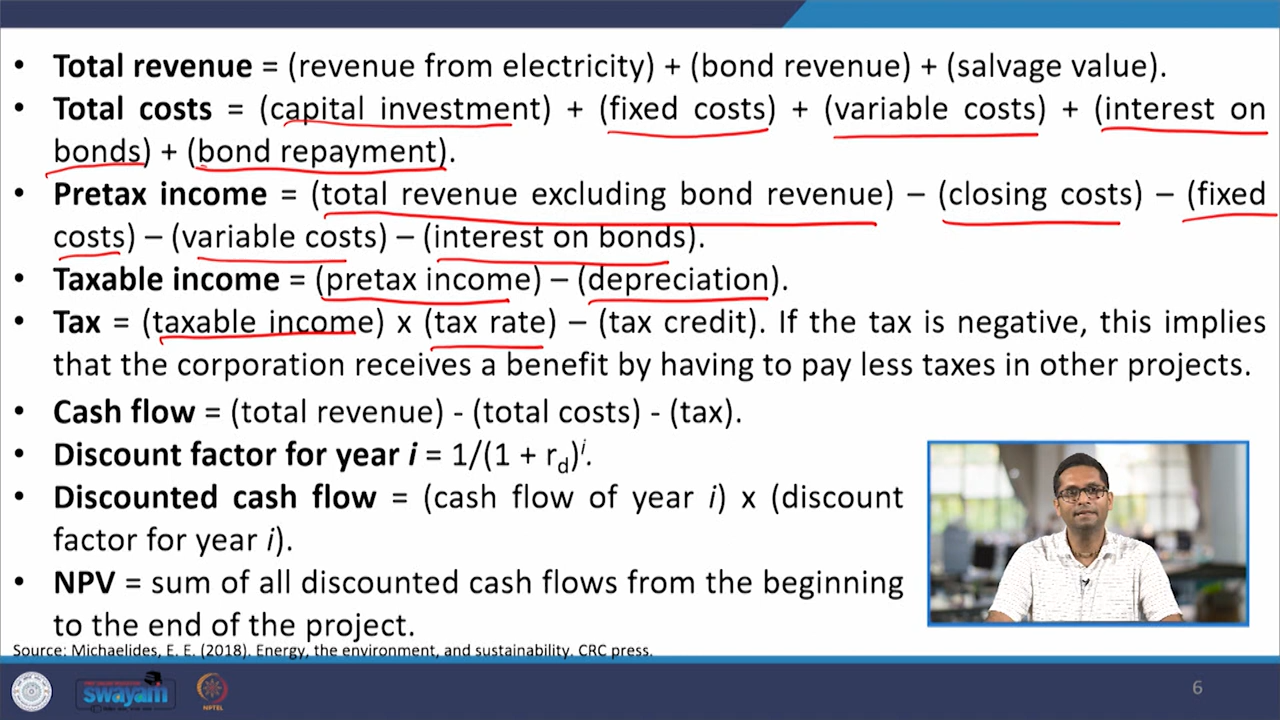 • Total revenue = (revenue from electricity) + (bond revenue) + (salvage value).
• Total costs = (capital investment) + (fixed costs) + (variable costs) + (interest on
bonds) + (bond repayment).
• Pretax income = (total revenue excluding bond revenue) – (closing costs) – (fixed
costs) – (variable costs) – (interest on bonds).
• Taxable income = (pretax income) – (depreciation).
• Tax = (taxable income) x (tax rate) – (tax credit). If the tax is negative, this implies
that the corporation receives a benefit by having to pay less taxes in other projects.
• Cash flow = (total revenue) - (total costs) - (tax).
• Discount factor for year i = 1/(1 + r_d)^i.
• Discounted cash flow = (cash flow of year i) x (discount
factor for year i).
• NPV = sum of all discounted cash flows from the beginning
to the end of the project.
Source: Michaelides, E. E. (2018). Energy, the environment, and sustainability. CRC press.
swayam
NPTEL
6